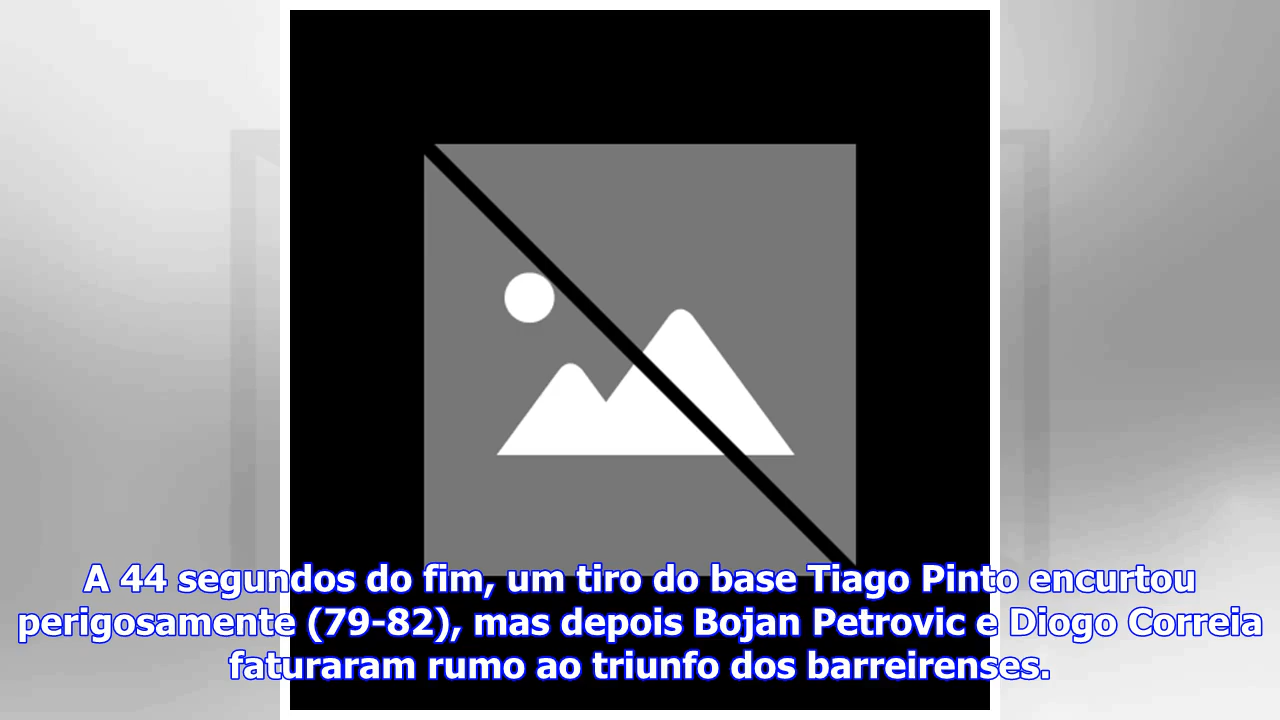 A 44 segundos do fim, um tiro do base Tiago Pinto encurtou
perigosamente (79-82), mas depois Bojan Petrovic e Diogo Correia
faturaram rumo ao triunfo dos barreirenses.